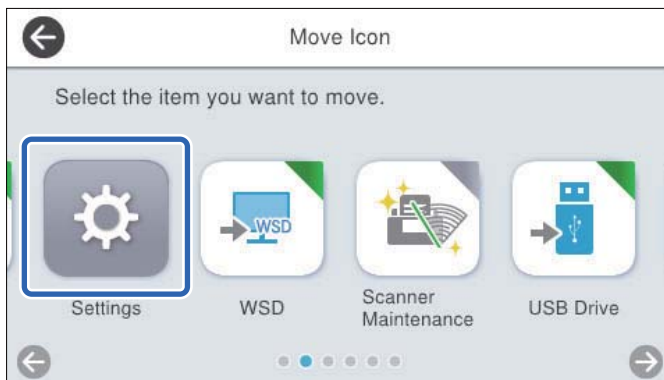 Move Icon
Select the item you want to move.
WSD
Settings
WSD
Scanner
Maintenance
USB Drive